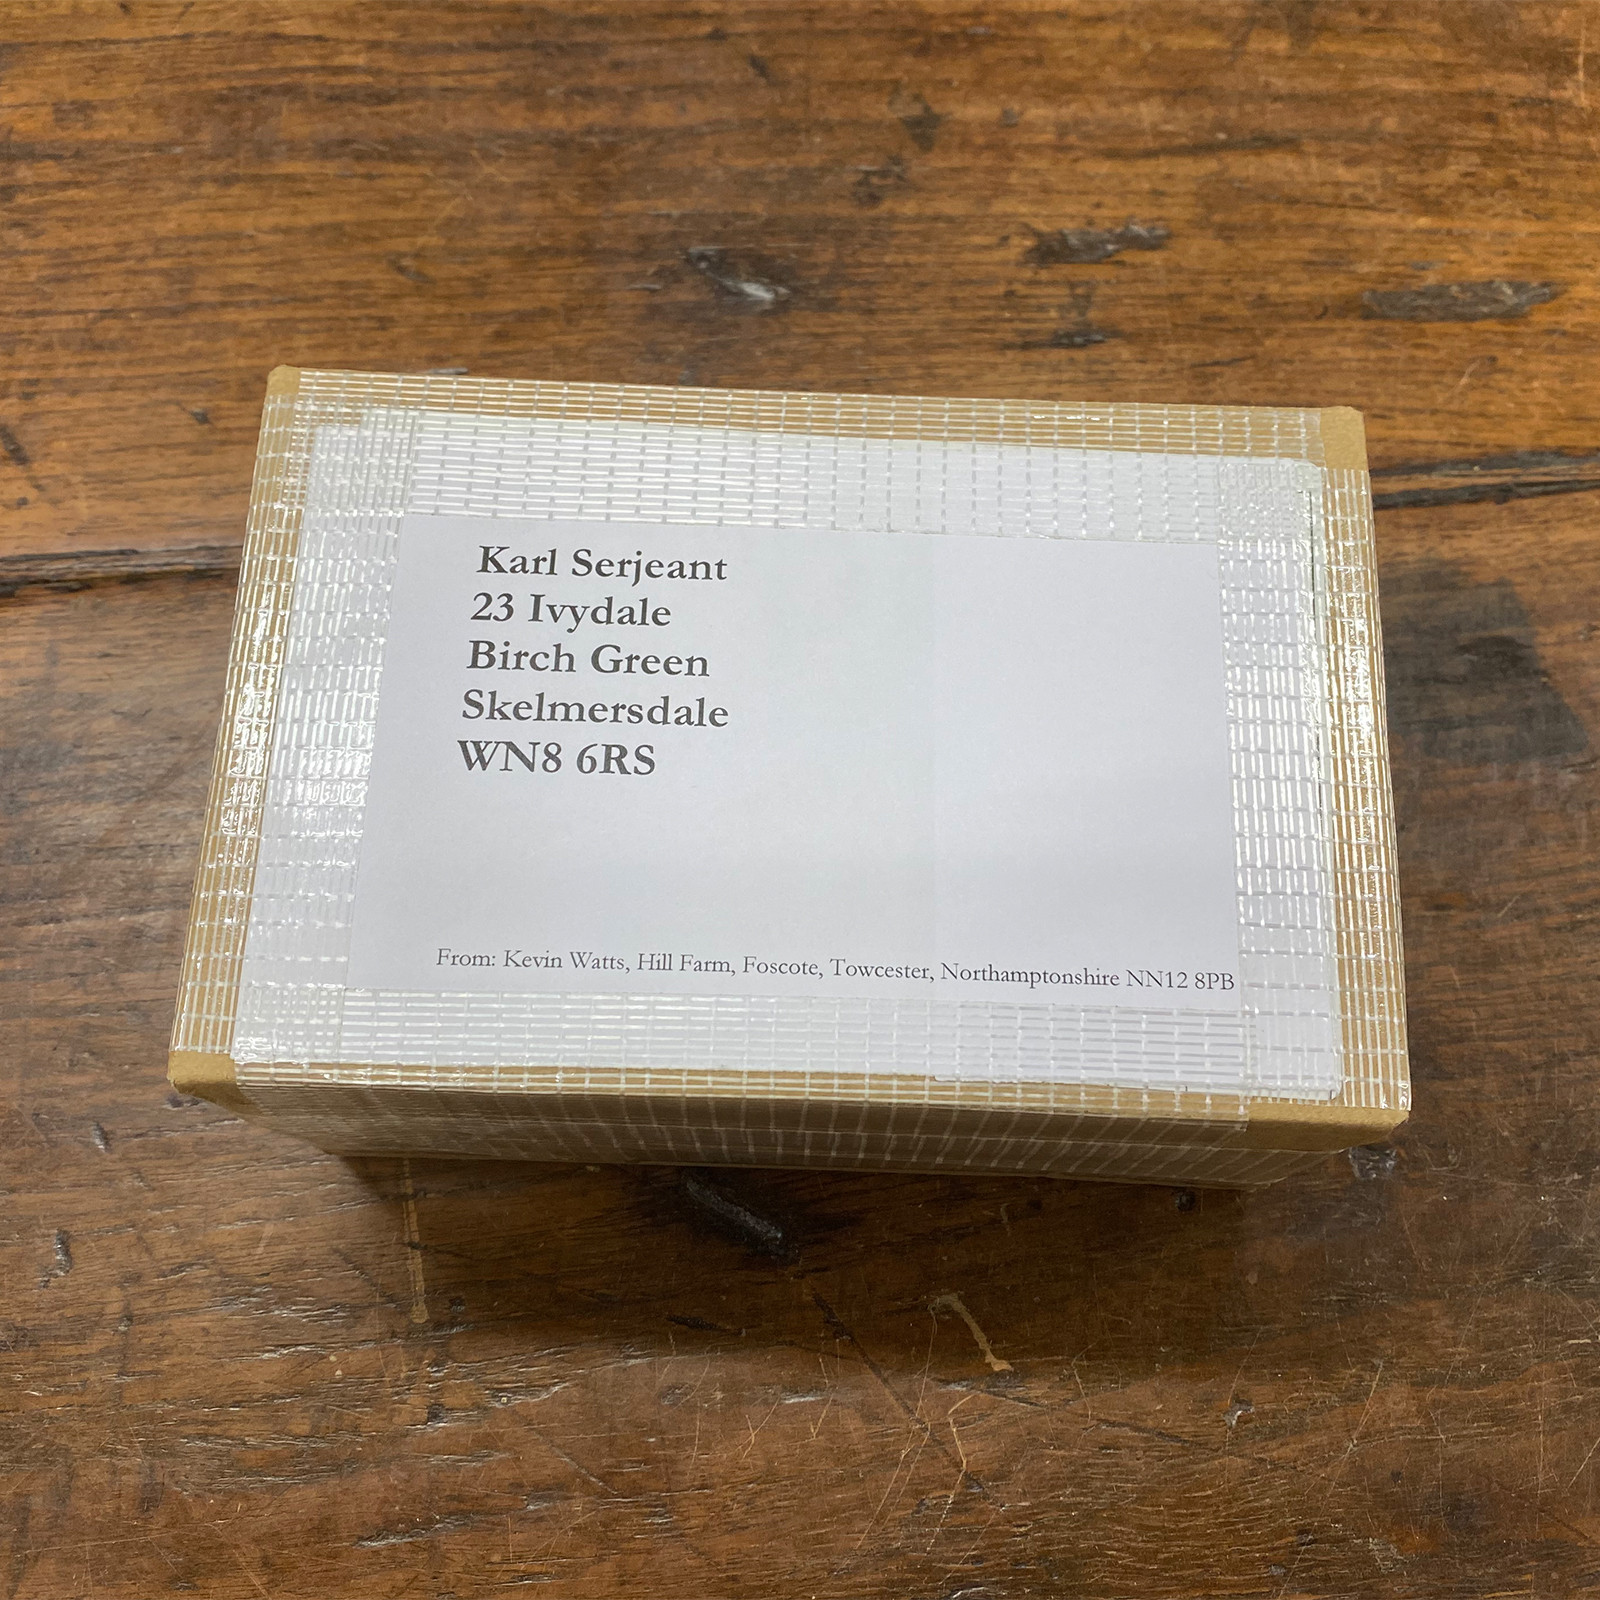 Karl Serjeant
23 Ivydale
Birch Green
Skelmersdale
WN8 6RS
From: Kevin Watts, Hill Farm, Foscote, Towcester, Northamptonshire NN12 8PB